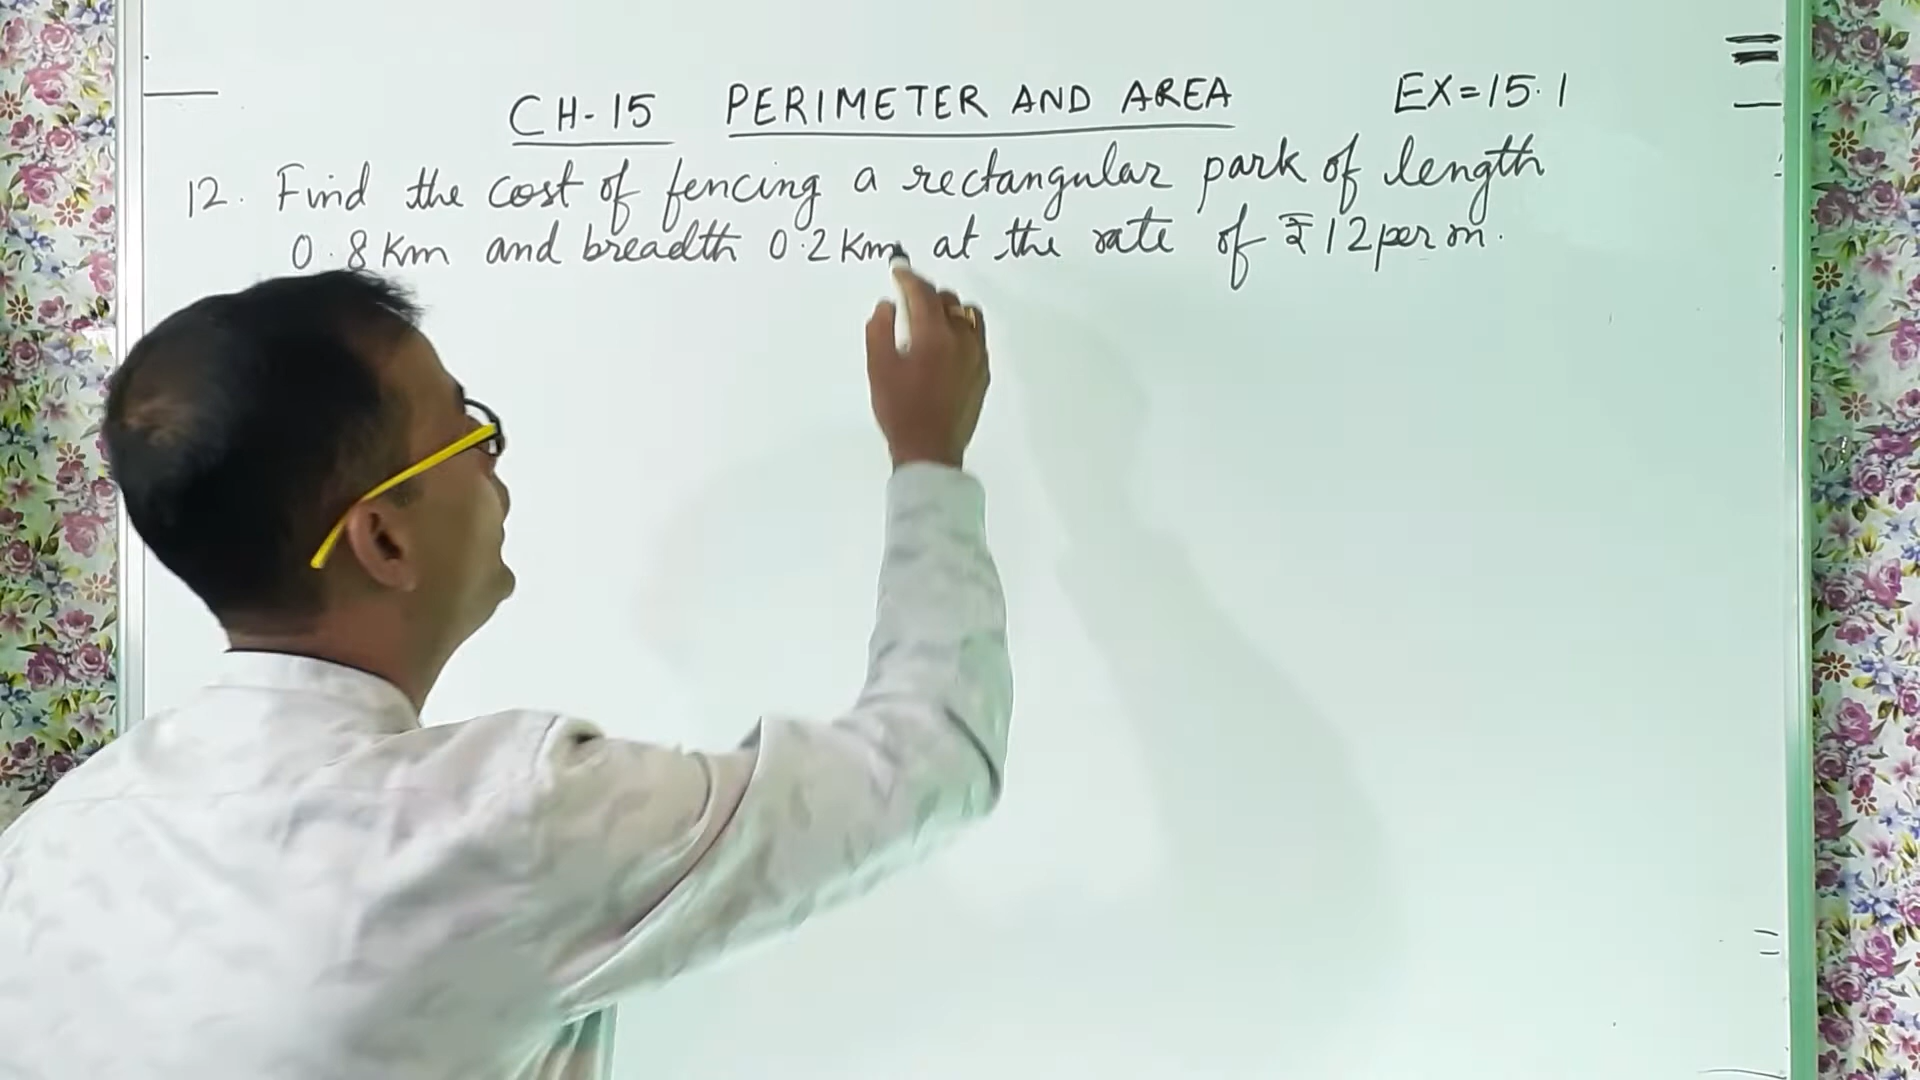 CH-15 PERIMETER AND AREA EX=15.1
12. Find the cost of fencing a rectangular park of length
0.8 Km and breadth 0.2 Km at the rate of ₹12 per m.